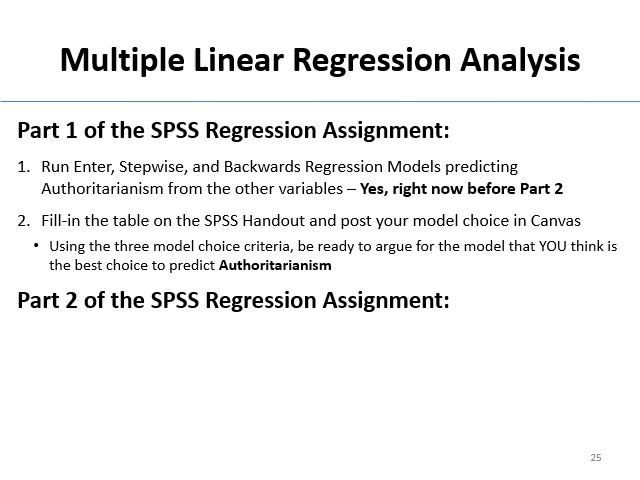 Multiple Linear Regression Analysis
Part 1 of the SPSS Regression Assignment:
1. Run Enter, Stepwise, and Backwards Regression Models predicting
Authoritarianism from the other variables – Yes, right now before Part 2
2. Fill-in the table on the SPSS Handout and post your model choice in Canvas
• Using the three model choice criteria, be ready to argue for the model that YOU think is
the best choice to predict Authoritarianism
Part 2 of the SPSS Regression Assignment:
25